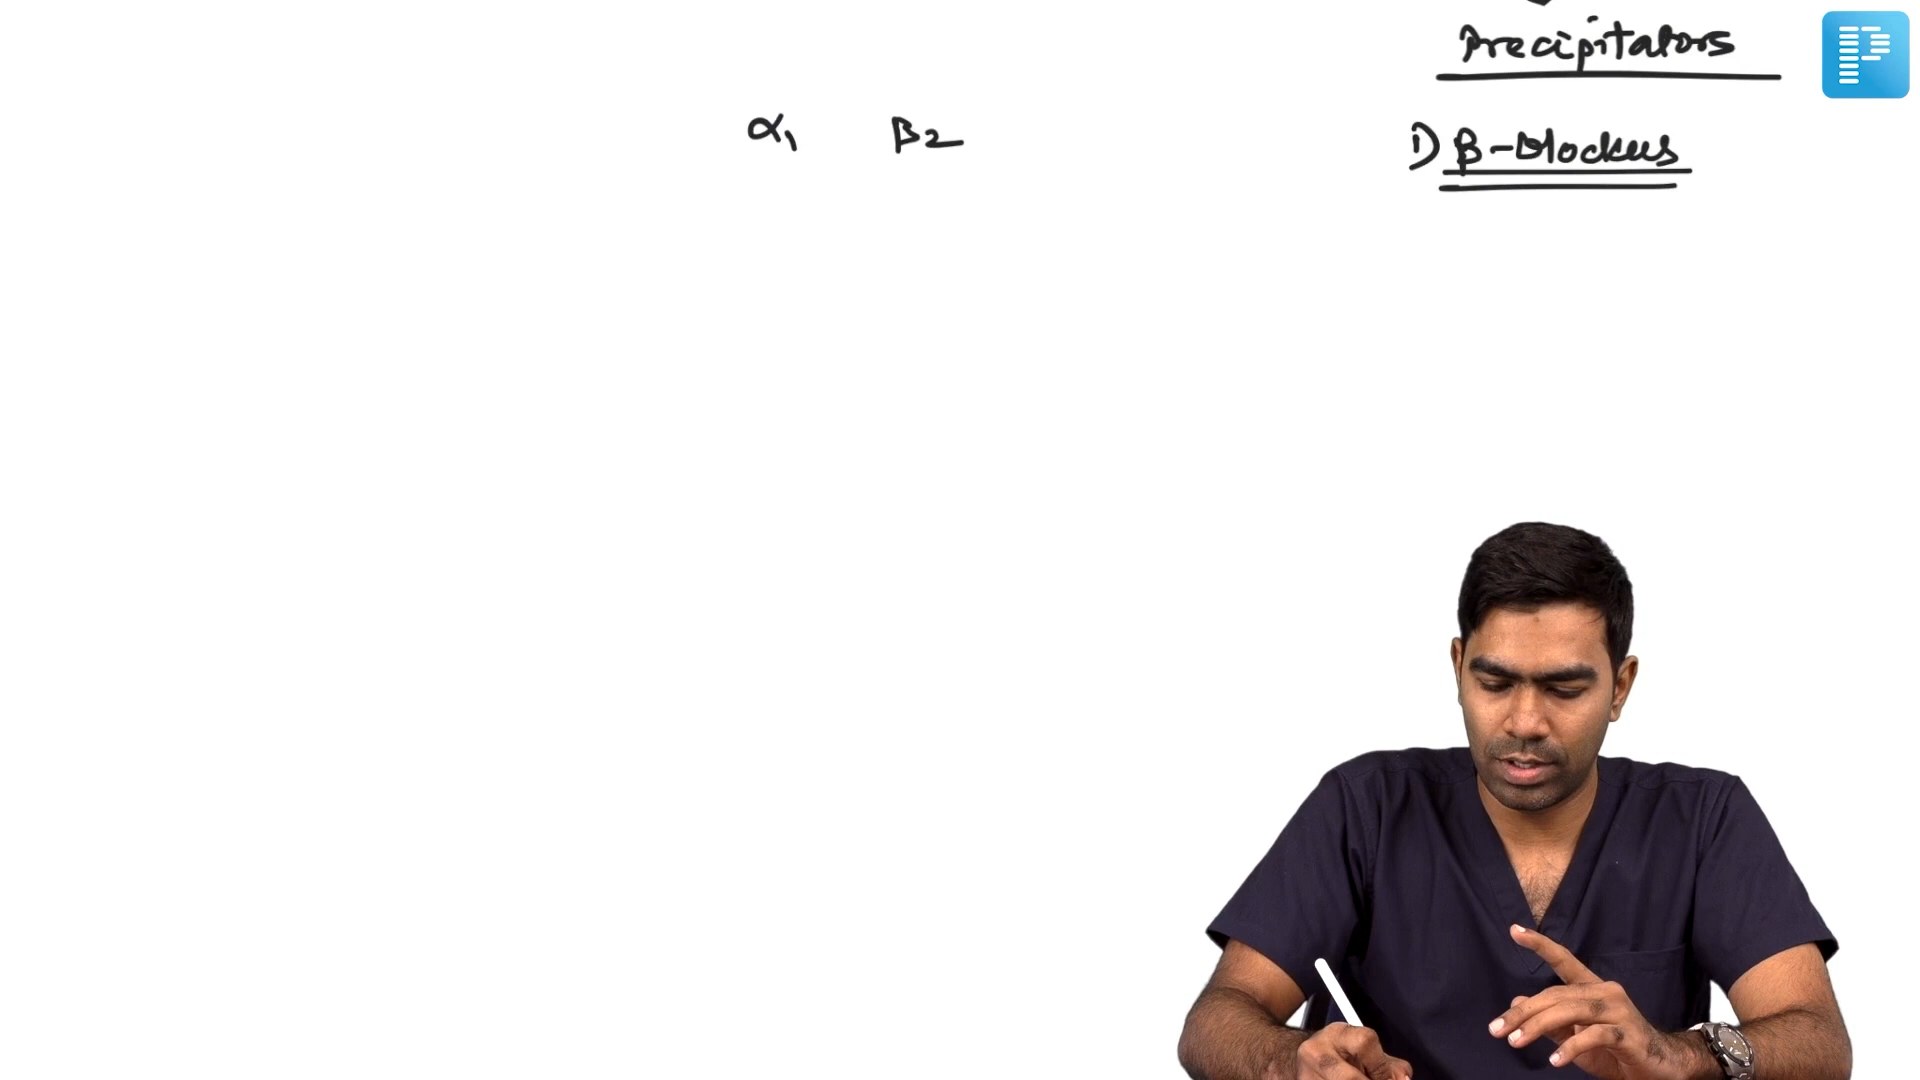 Precipitators
α₁ β2
1) β-blockers